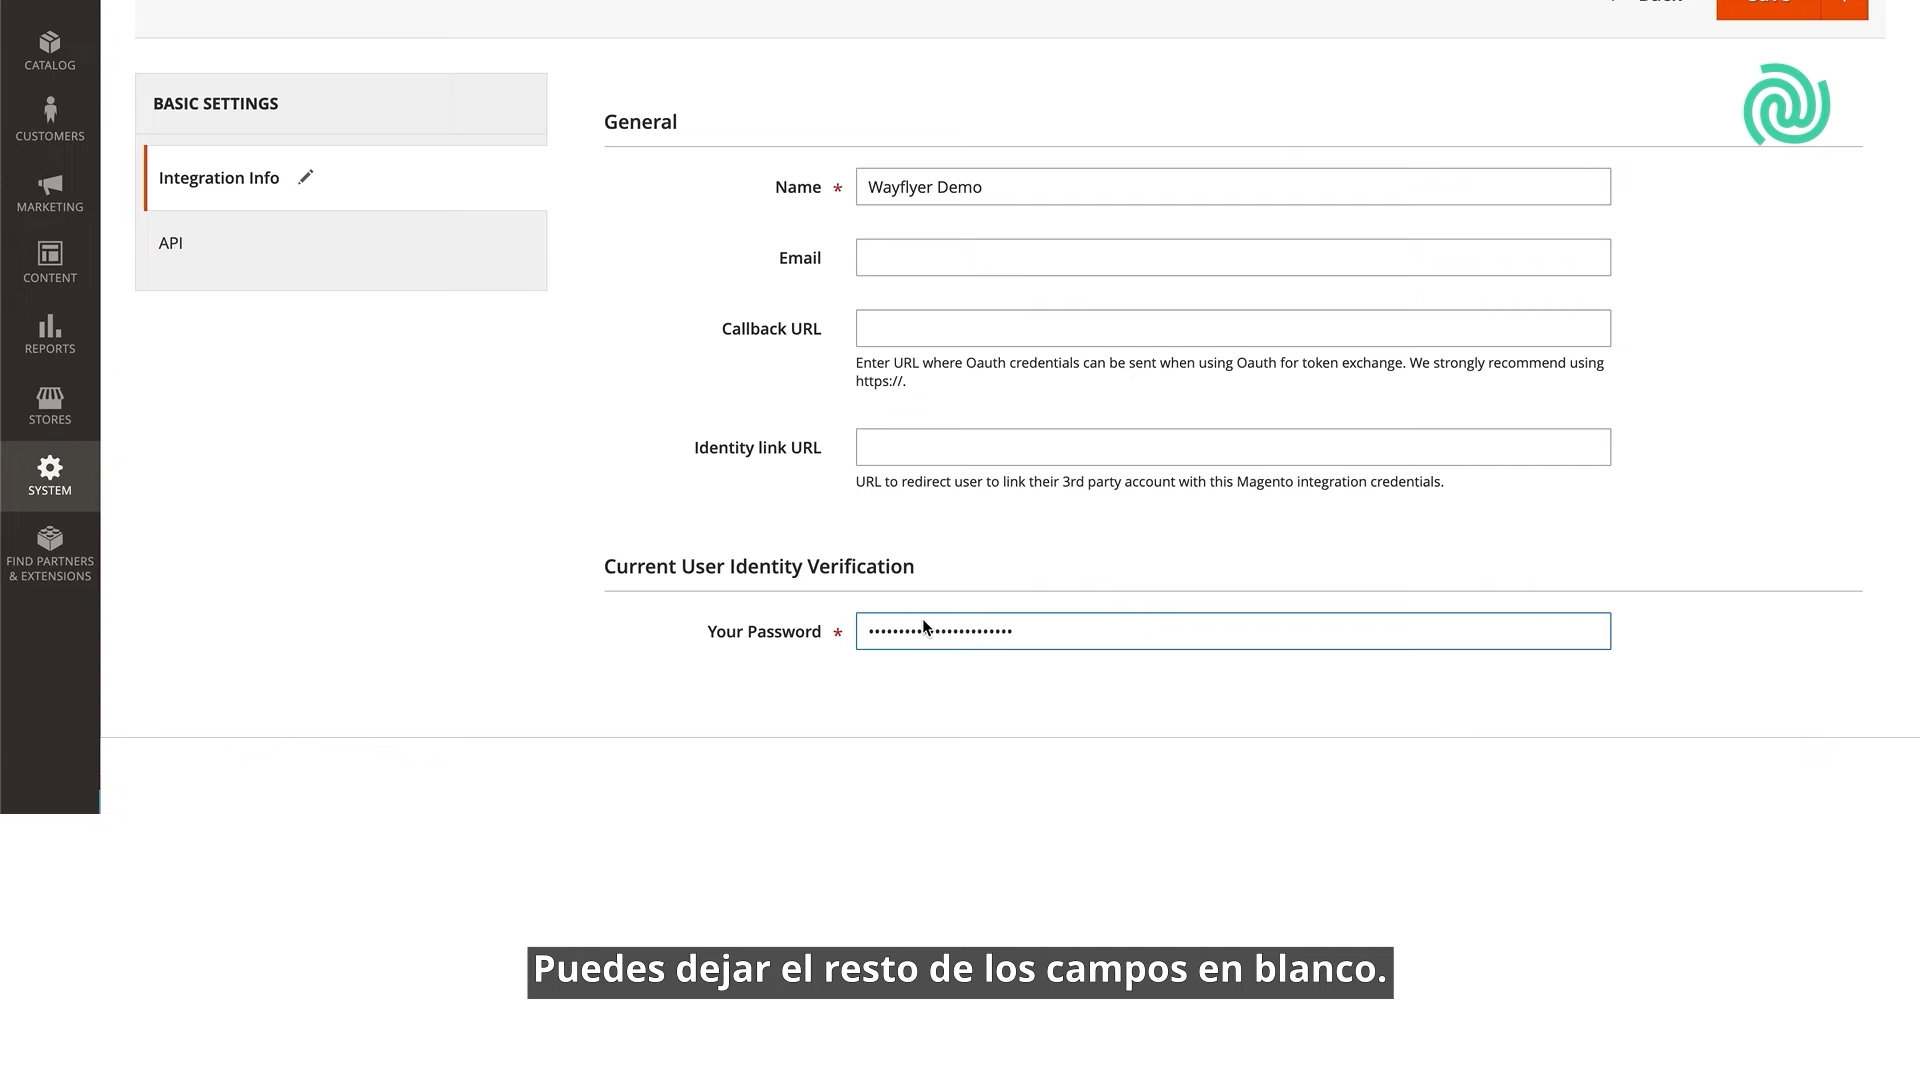 CATALOG
CUSTOMERS
MARKETING
CONTENT
REPORTS
STORES
SYSTEM
FIND PARTNERS
& EXTENSIONS
BASIC SETTINGS
Integration Info
API
General
Name *
Wayflyer Demo
Email
Callback URL
Enter URL where Oauth credentials can be sent when using Oauth for token exchange. We strongly recommend using
https://.
Identity link URL
URL to redirect user to link their 3rd party account with this Magento integration credentials.
Current User Identity Verification
Your Password *
Puedes dejar el resto de los campos en blanco.